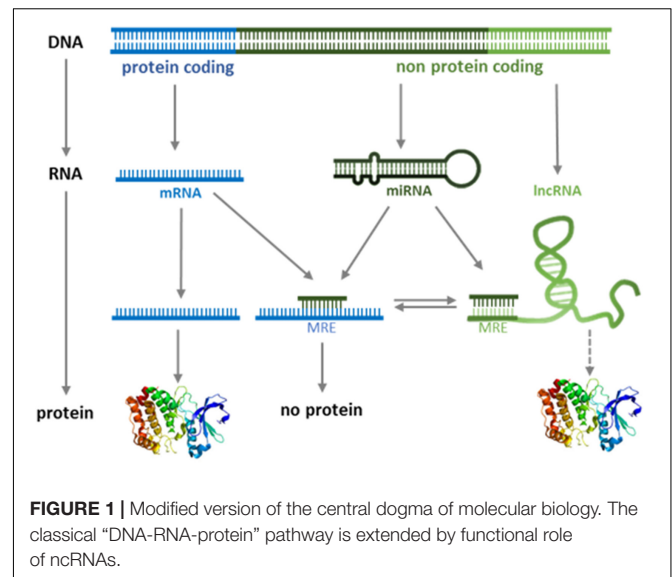 DNA
protein coding
non protein coding
RNA
mRNA
miRNA
lncRNA
MRE
MRE
protein
no protein
FIGURE 1 | Modified version of the central dogma of molecular biology. The
classical “DNA-RNA-protein” pathway is extended by functional role
of ncRNAs.